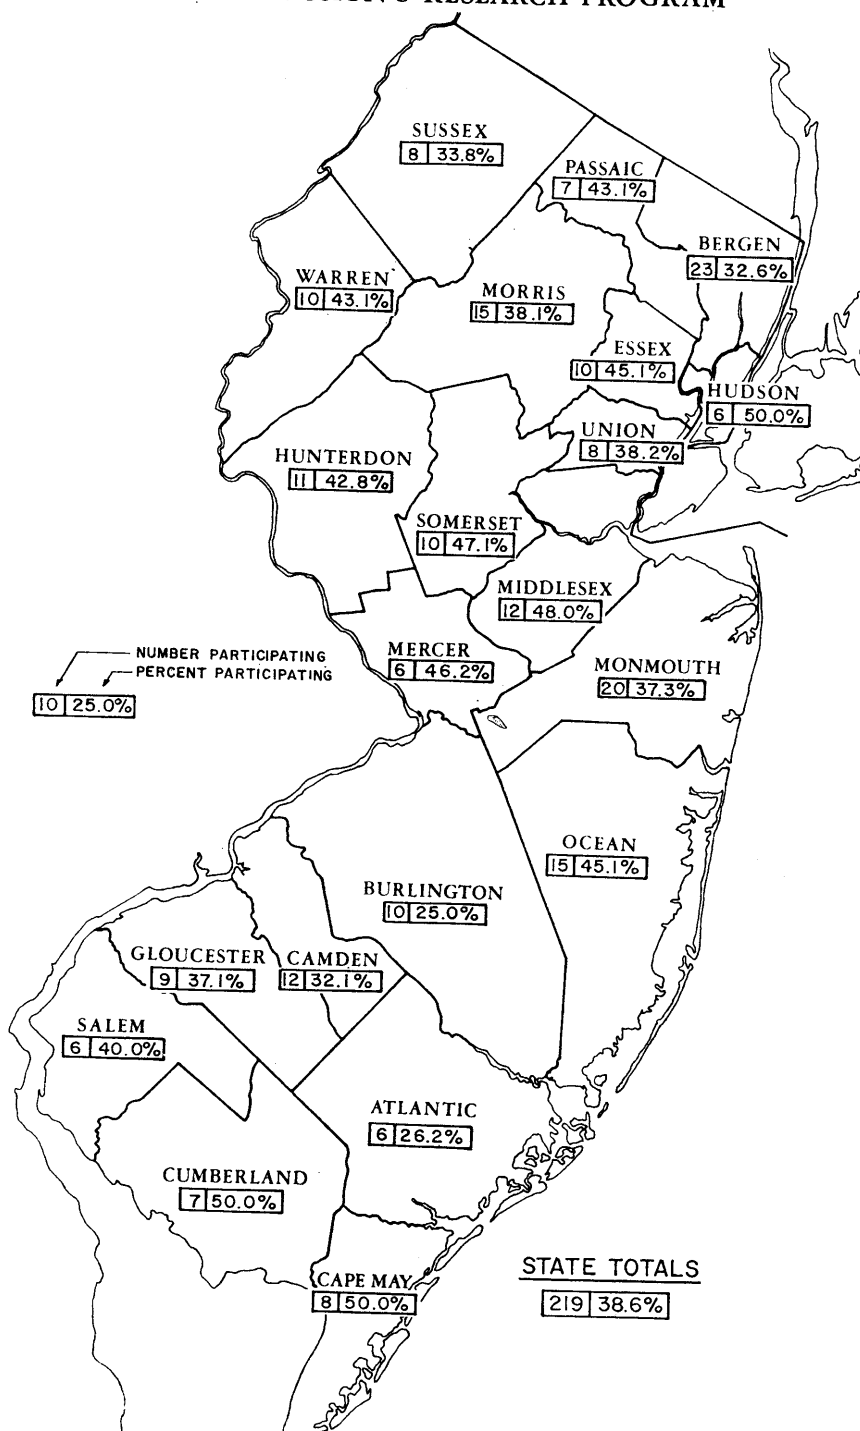 RESEARCH PROGRAM
SUSSEX
8 33.8%
PASSAIC
7 43.1%
BERGEN
23 32.6%
WARREN
10 43.1%
MORRIS
15 38.1%
ESSEX
10 45.1%
HUDSON
6 50.0%
UNION
8 38.2%
HUNTERDON
11 42.8%
SOMERSET
10 47.1%
MIDDLESEX
12 48.0%
MERCER
6 46.2%
NUMBER PARTICIPATING
PERCENT PARTICIPATING
10 25.0%
MONMOUTH
20 37.3%
OCEAN
15 45.1%
BURLINGTON
10 25.0%
GLOUCESTER
9 37.1%
CAMDEN
12 32.1%
SALEM
6 40.0%
ATLANTIC
6 26.2%
CUMBERLAND
7 50.0%
CAPE MAY
8 50.0%
STATE TOTALS
219 38.6%